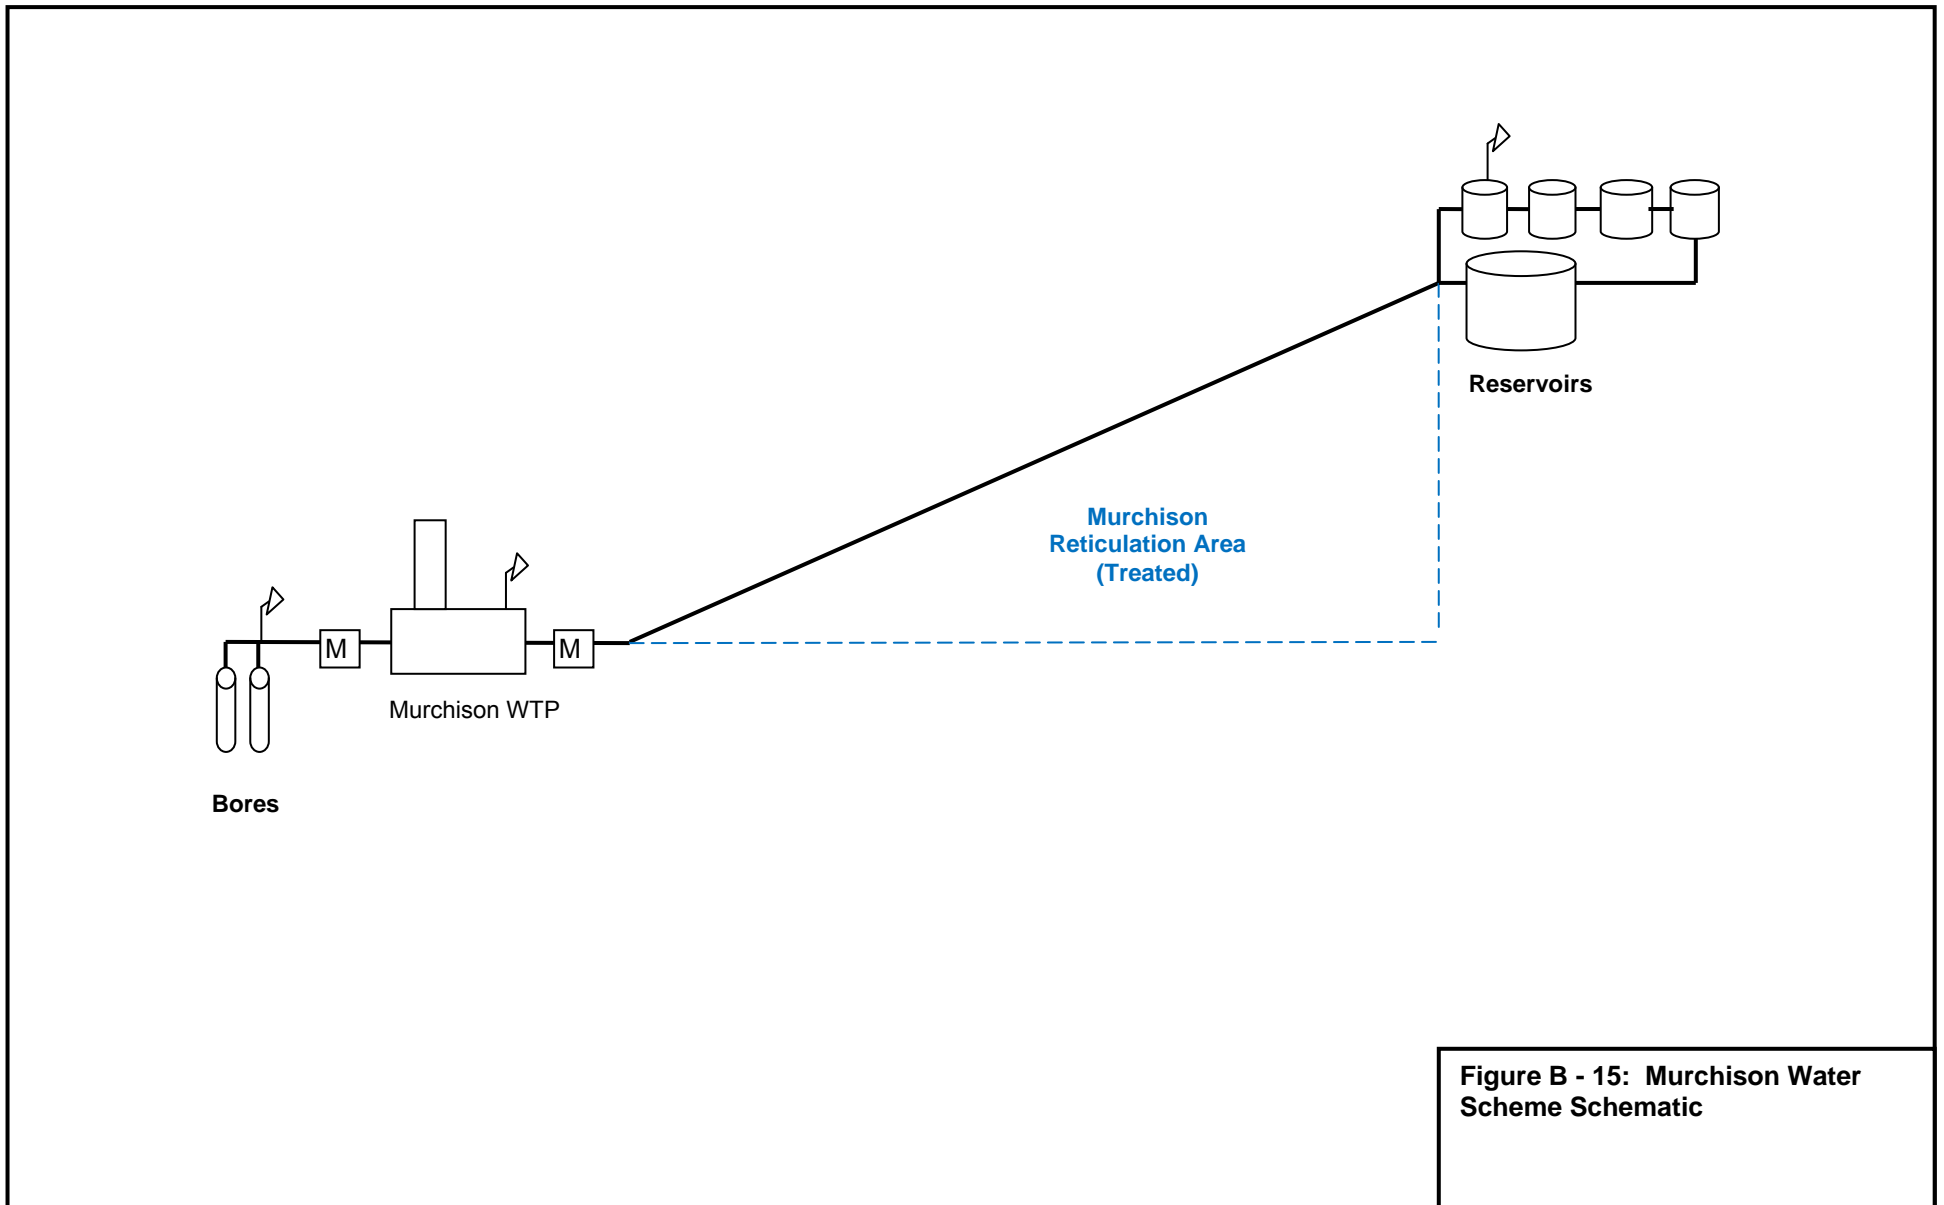 Reservoirs
Murchison
Reticulation Area
(Treated)
M
M
Murchison WTP
Bores
Figure B - 15:  Murchison Water
Scheme Schematic